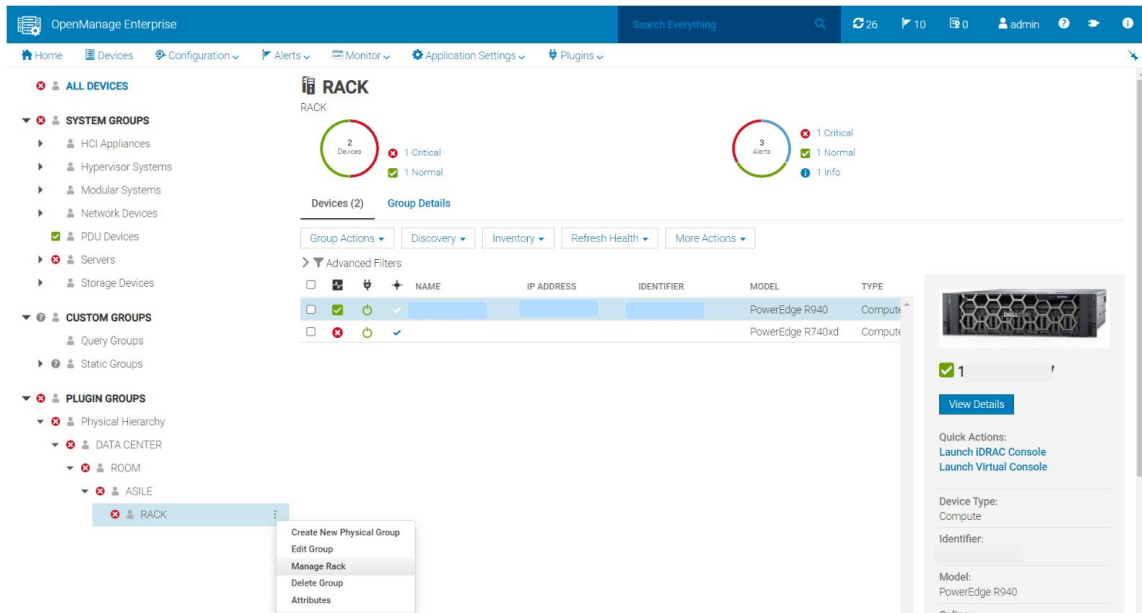 OpenManage Enterprise
Search Everything
26
10
0
admin
Home
Devices
Configuration
Alerts
Monitor
Application Settings
Plugins
ALL DEVICES
SYSTEM GROUPS
HCI Appliances
Hypervisor Systems
Modular Systems
Network Devices
PDU Devices
Servers
Storage Devices
CUSTOM GROUPS
Query Groups
Static Groups
PLUGIN GROUPS
Physical Hierarchy
DATA CENTER
ROOM
ASILE
RACK
Create New Physical Group
Edit Group
Manage Rack
Delete Group
Attributes
RACK
RACK
2
Devices
1 Critical
1 Normal
3
Alerts
1 Critical
1 Normal
1 Info
Devices (2)
Group Details
Group Actions
Discovery
Inventory
Refresh Health
More Actions
Advanced Filters
NAME IP ADDRESS IDENTIFIER MODEL TYPE
PowerEdge R940 Compute
PowerEdge R740xd Compute
1
View Details
Quick Actions:
Launch iDRAC Console
Launch Virtual Console
Device Type:
Compute
Identifier:
Model:
PowerEdge R940